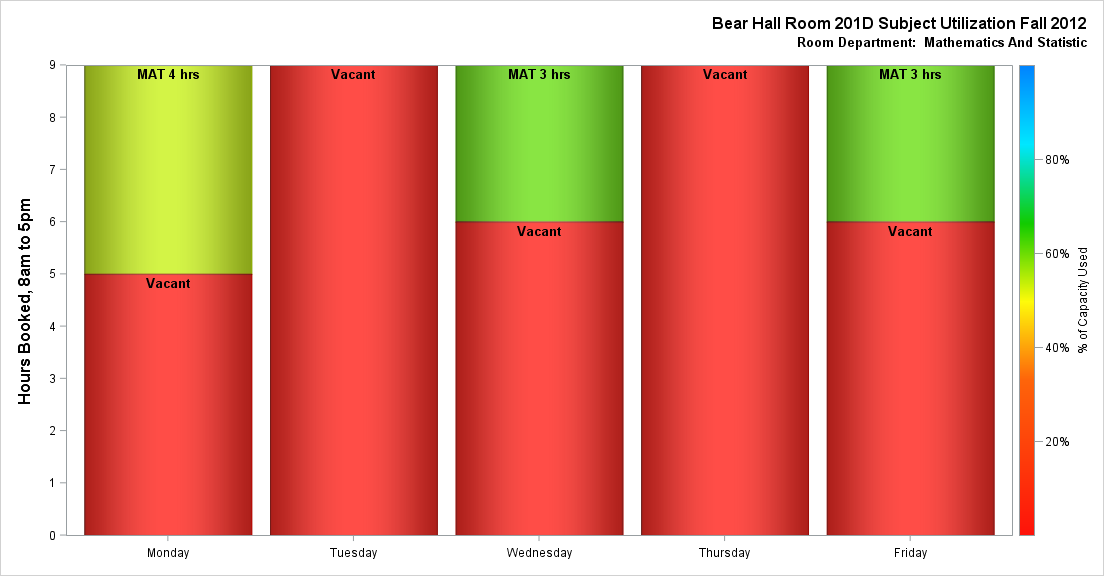 Bear Hall Room 201D Subject Utilization Fall 2012
Room Department:  Mathematics And Statistic
Hours Booked, 8am to 5pm
9
8
7
6
5
4
3
2
1
0
MAT 4 hrs
Vacant
Vacant
MAT 3 hrs
Vacant
Vacant
MAT 3 hrs
Vacant
Monday
Tuesday
Wednesday
Thursday
Friday
80%
60%
40%
20%
% of Capacity Used